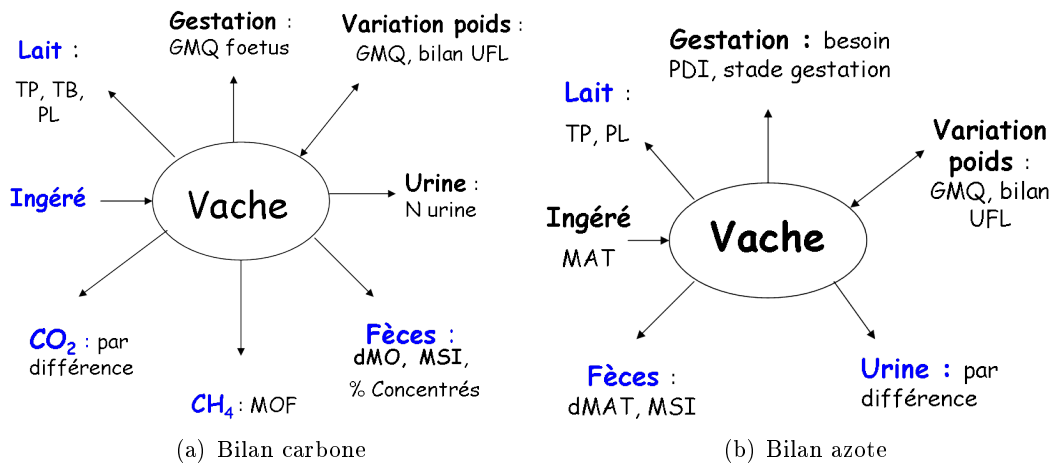 Gestation :
GMQ foetus
Variation poids :
GMQ, bilan UFL
Lait :
TP, TB,
PL
Ingéré
Vache
Urine :
N urine
CO2 : par
différence
CH4 : MOF
Fèces :
dMO, MSI,
% Concentrés
(a) Bilan carbone
Gestation : besoin
PDI, stade gestation
Lait :
TP, PL
Variation
poids :
GMQ, bilan
UFL
Ingéré
MAT
Vache
Fèces :
dMAT, MSI
Urine : par
différence
(b) Bilan azote